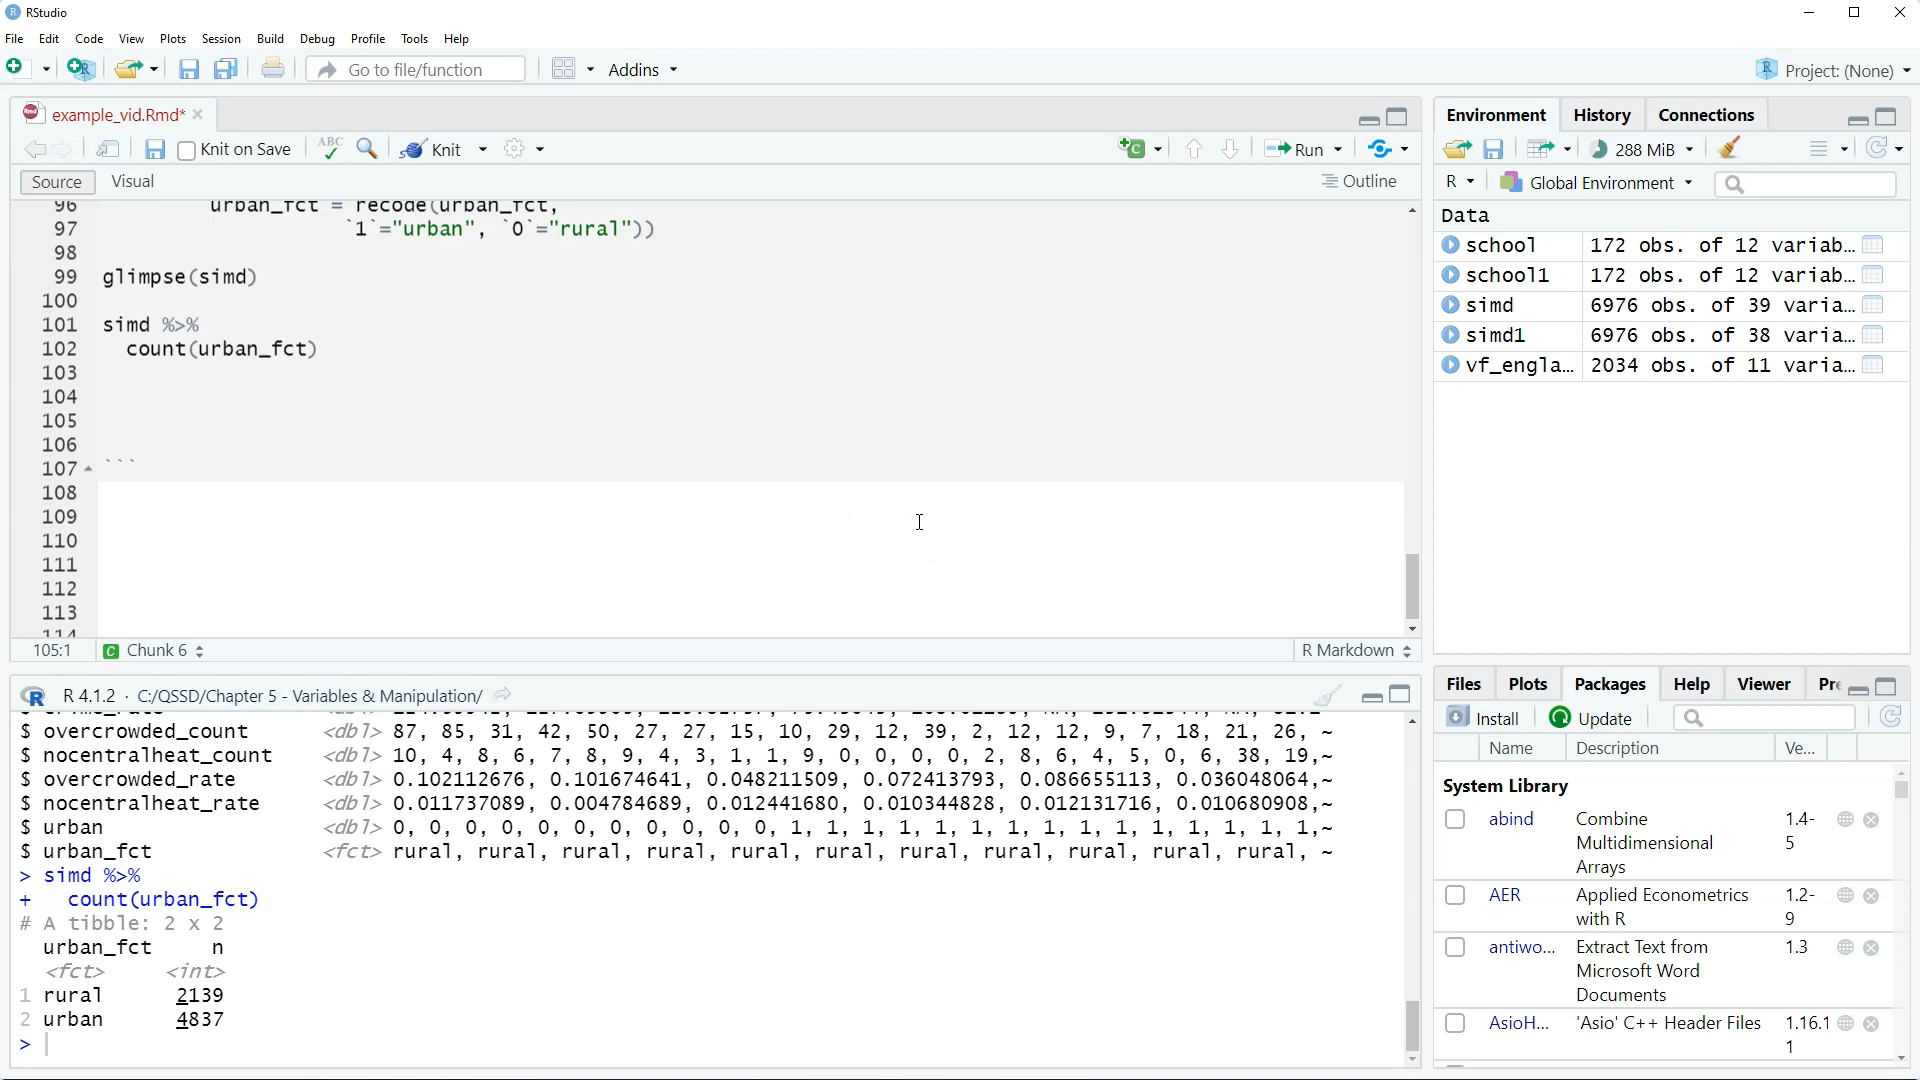 RStudio
File Edit Code View Plots Session Build Debug Profile Tools Help
Go to file/function Addins Project: (None)
example_vid.Rmd*
Knit on Save Knit Run
Source Visual Outline
96 urban_fct = recode(urban_fct,
97 `1`="urban", `0`="rural"))
98
99 glimpse(simd)
100
101 simd %>%
102 count(urban_fct)
103
104
105
106
107 ```
108
109
110
111
112
113
114
105:1 Chunk 6 R Markdown
R 4.1.2 · C:/QSSD/Chapter 5 - Variables & Manipulation/
$ overcrowded_count <dbl> 87, 85, 31, 42, 50, 27, 27, 15, 10, 29, 12, 39, 2, 12, 12, 9, 7, 18, 21, 26, ~
$ nocentralheat_count <dbl> 10, 4, 8, 6, 7, 8, 9, 4, 3, 1, 1, 9, 0, 0, 0, 0, 2, 8, 6, 4, 5, 0, 6, 38, 19,~
$ overcrowded_rate <dbl> 0.102112676, 0.101674641, 0.048211509, 0.072413793, 0.086655113, 0.036048064,~
$ nocentralheat_rate <dbl> 0.011737089, 0.004784689, 0.012441680, 0.010344828, 0.012131716, 0.010680908,~
$ urban <dbl> 0, 0, 0, 0, 0, 0, 0, 0, 0, 0, 0, 1, 1, 1, 1, 1, 1, 1, 1, 1, 1, 1, 1, 1, 1, 1,~
$ urban_fct <fct> rural, rural, rural, rural, rural, rural, rural, rural, rural, rural, rural, ~
> simd %>%
+ count(urban_fct)
# A tibble: 2 x 2
urban_fct n
<fct> <int>
1 rural 2139
2 urban 4837
>
Environment History Connections
288 MiB
R Global Environment
Data
school 172 obs. of 12 variab...
school1 172 obs. of 12 variab...
simd 6976 obs. of 39 varia...
simd1 6976 obs. of 38 varia...
vf_engla... 2034 obs. of 11 varia...
Files Plots Packages Help Viewer Pre
Install Update
Name Description Ve...
System Library
abind Combine 1.4-
Multidimensional 5
Arrays
AER Applied Econometrics 1.2-
with R 9
antiwo... Extract Text from 1.3
Microsoft Word
Documents
AsioH... 'Asio' C++ Header Files 1.16.1
1